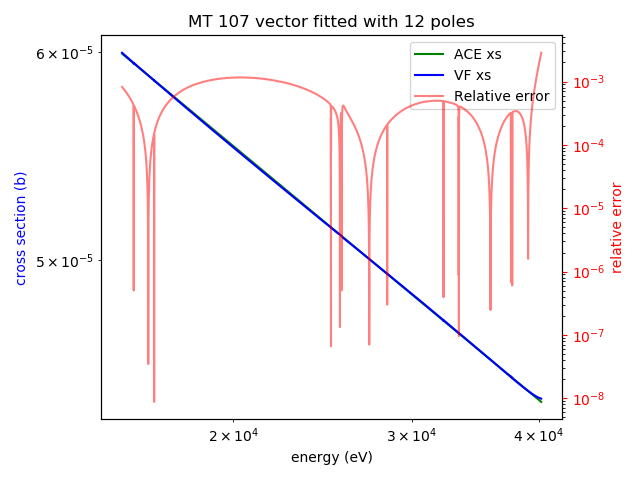 MT 107 vector fitted with 12 poles
ACE xs
VF xs
Relative error
cross section (b)
6 × 10⁻⁵
5 × 10⁻⁵
10⁻³
10⁻⁴
10⁻⁵
10⁻⁶
10⁻⁷
10⁻⁸
relative error
2 × 10⁴
3 × 10⁴
4 × 10⁴
energy (eV)